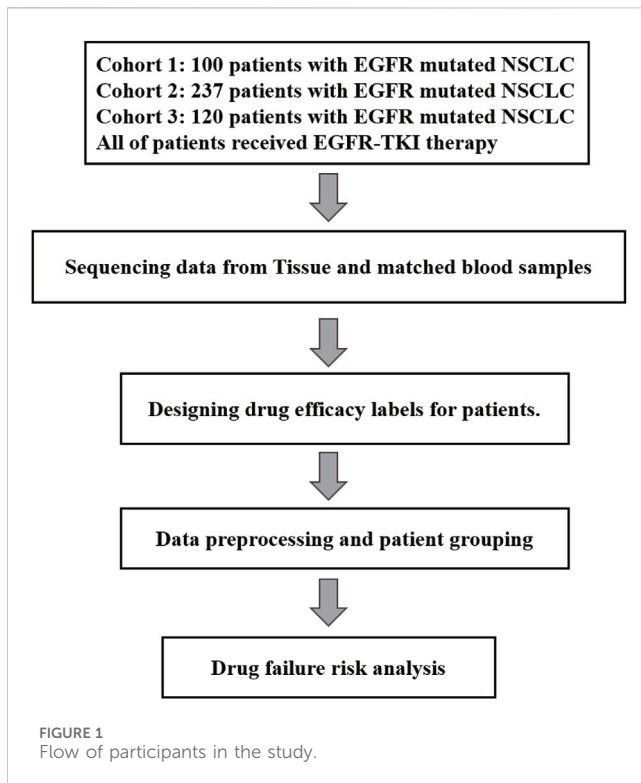 Cohort 1: 100 patients with EGFR mutated NSCLC
Cohort 2: 237 patients with EGFR mutated NSCLC
Cohort 3: 120 patients with EGFR mutated NSCLC
All of patients received EGFR-TKI therapy
Sequencing data from Tissue and matched blood samples
Designing drug efficacy labels for patients.
Data preprocessing and patient grouping
Drug failure risk analysis
FIGURE 1
Flow of participants in the study.